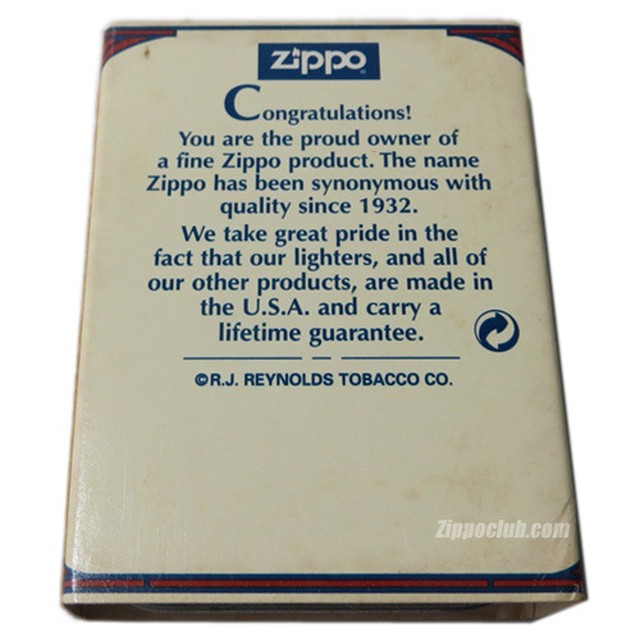 Zippo
Congratulations!
You are the proud owner of
a fine Zippo product. The name
Zippo has been synonymous with
quality since 1932.
We take great pride in the
fact that our lighters, and all of
our other products, are made in
the U.S.A. and carry a
lifetime guarantee.
©R.J. REYNOLDS TOBACCO CO.
Zippoclub.com